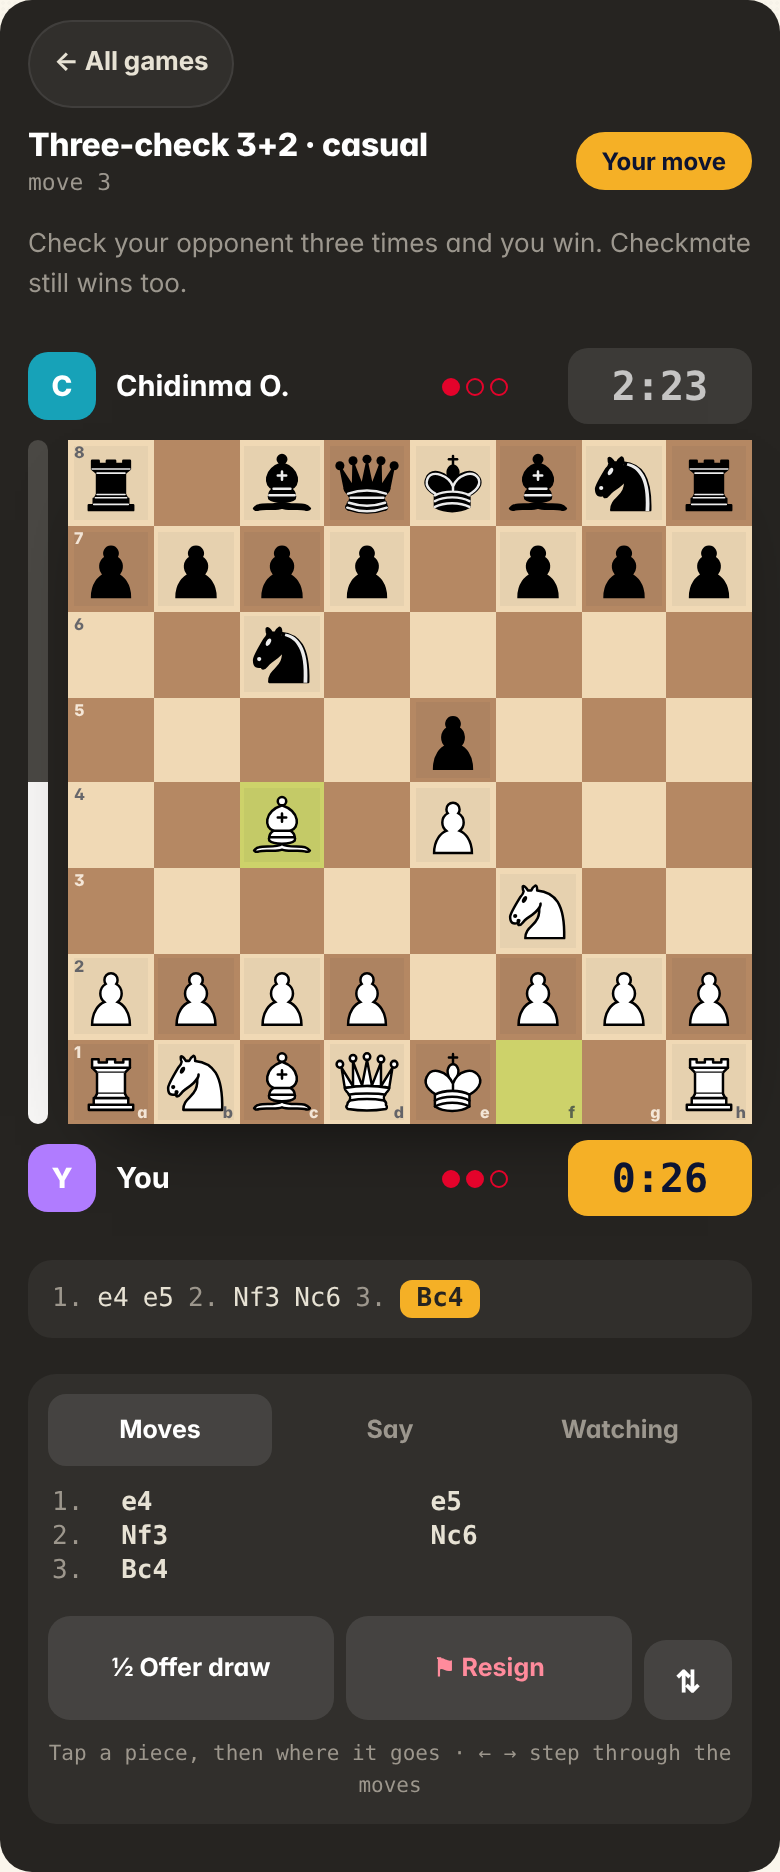 ← All games
Three-check 3+2 · casual
move 3
Your move
Check your opponent three times and you win. Checkmate
still wins too.
C
Chidinma O.
2:23
8
7
6
5
4
3
2
1
a b c d e f g h
Y
You
0:26
1. e4 e5 2. Nf3 Nc6 3. Bc4
Moves
Say
Watching
1. e4 e5
2. Nf3 Nc6
3. Bc4
½ Offer draw
⚑ Resign
⇅
Tap a piece, then where it goes · ← → step through the
moves